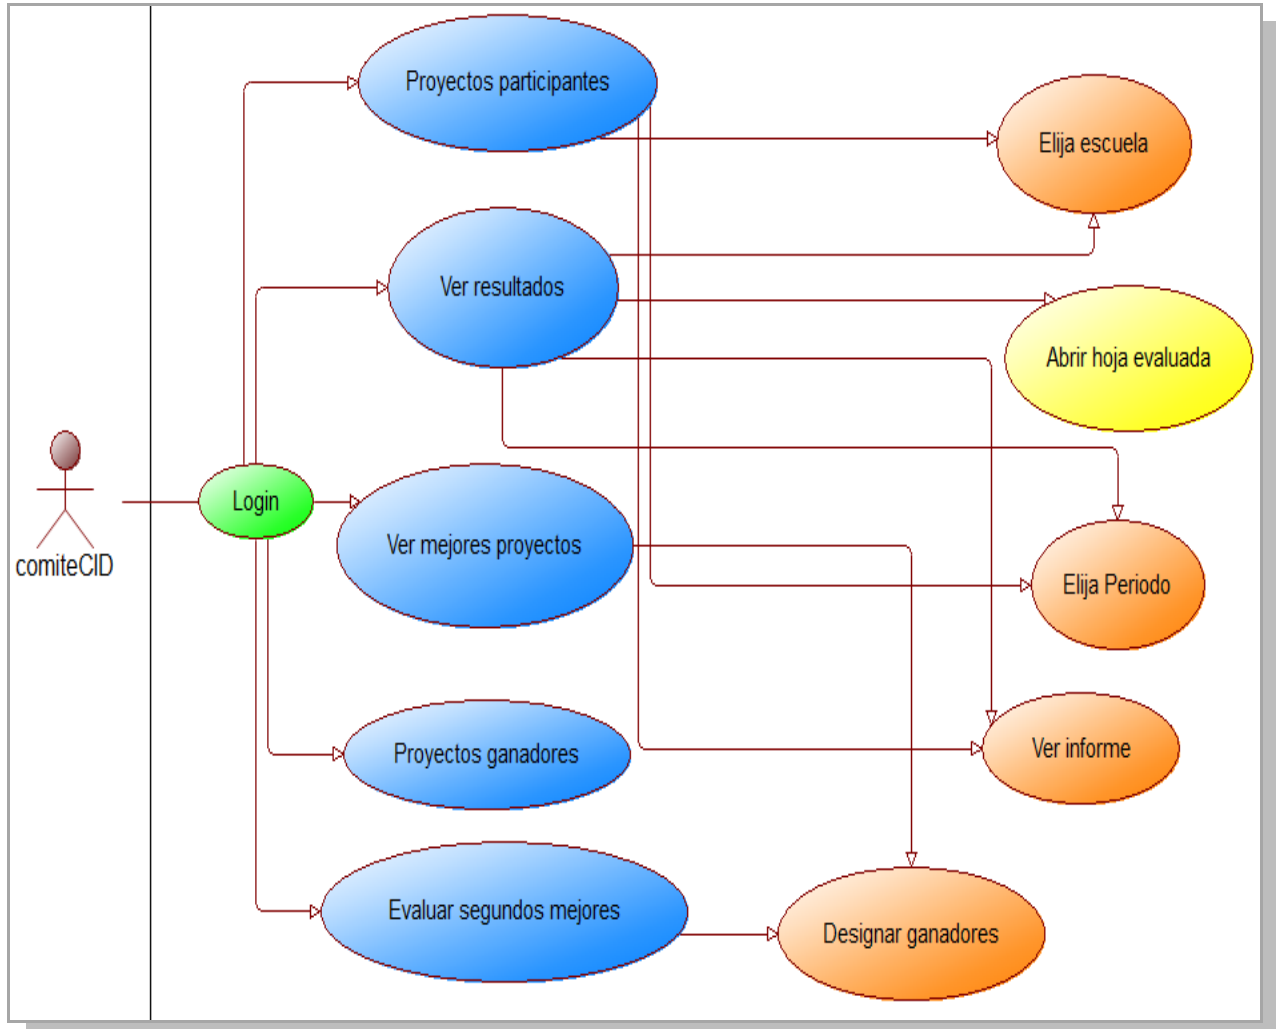 Proyectos participantes
Elija escuela
Ver resultados
Abrir hoja evaluada
Login
comiteCID
Ver mejores proyectos
Elija Periodo
Proyectos ganadores
Ver informe
Evaluar segundos mejores
Designar ganadores